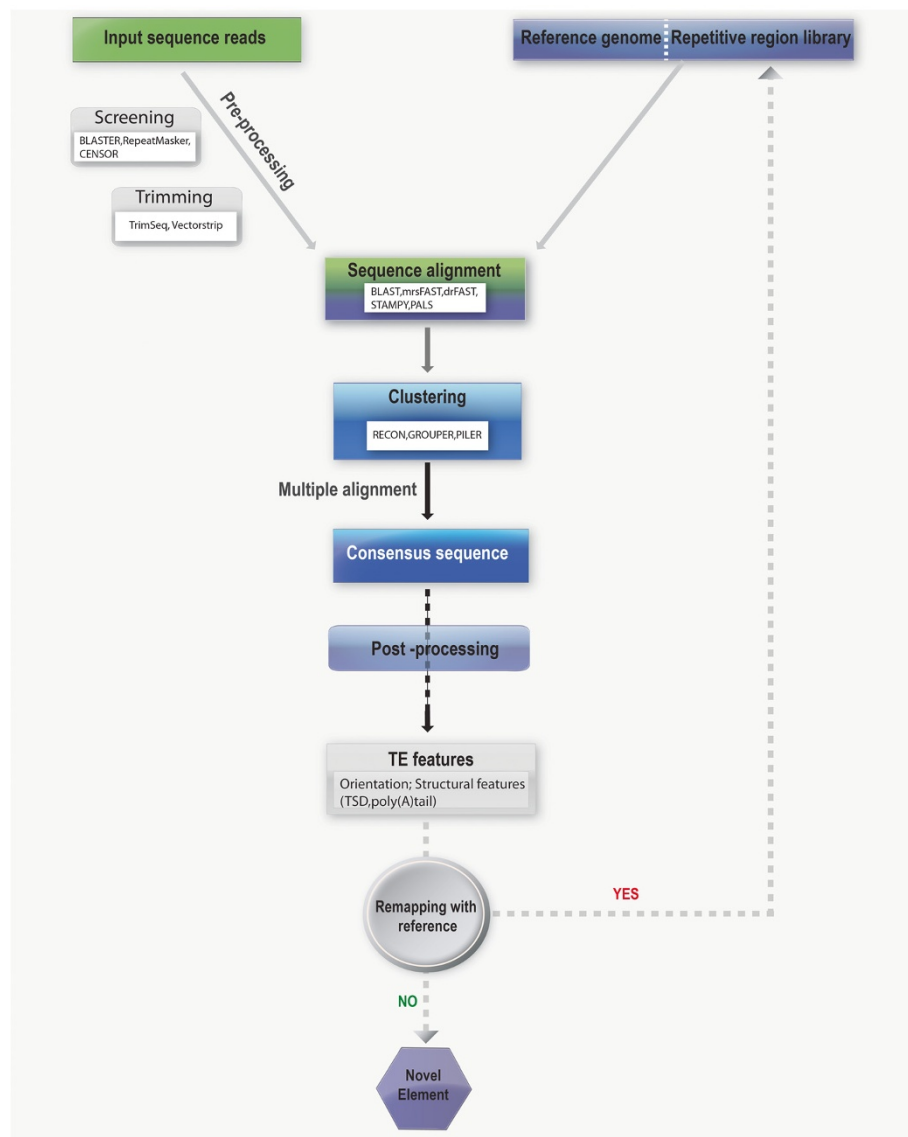 Input sequence reads
Reference genome Repetitive region library
Pre-processing
Screening
BLASTER,RepeatMasker,
CENSOR
Trimming
TrimSeq, Vectorstrip
Sequence alignment
BLAST,mrsFAST,drFAST,
STAMPY,PALS
Clustering
RECON,GROUPER,PILER
Multiple alignment
Consensus sequence
Post -processing
TE features
Orientation; Structural features
(TSD,poly(A)tail)
Remapping with
reference
YES
NO
Novel
Element